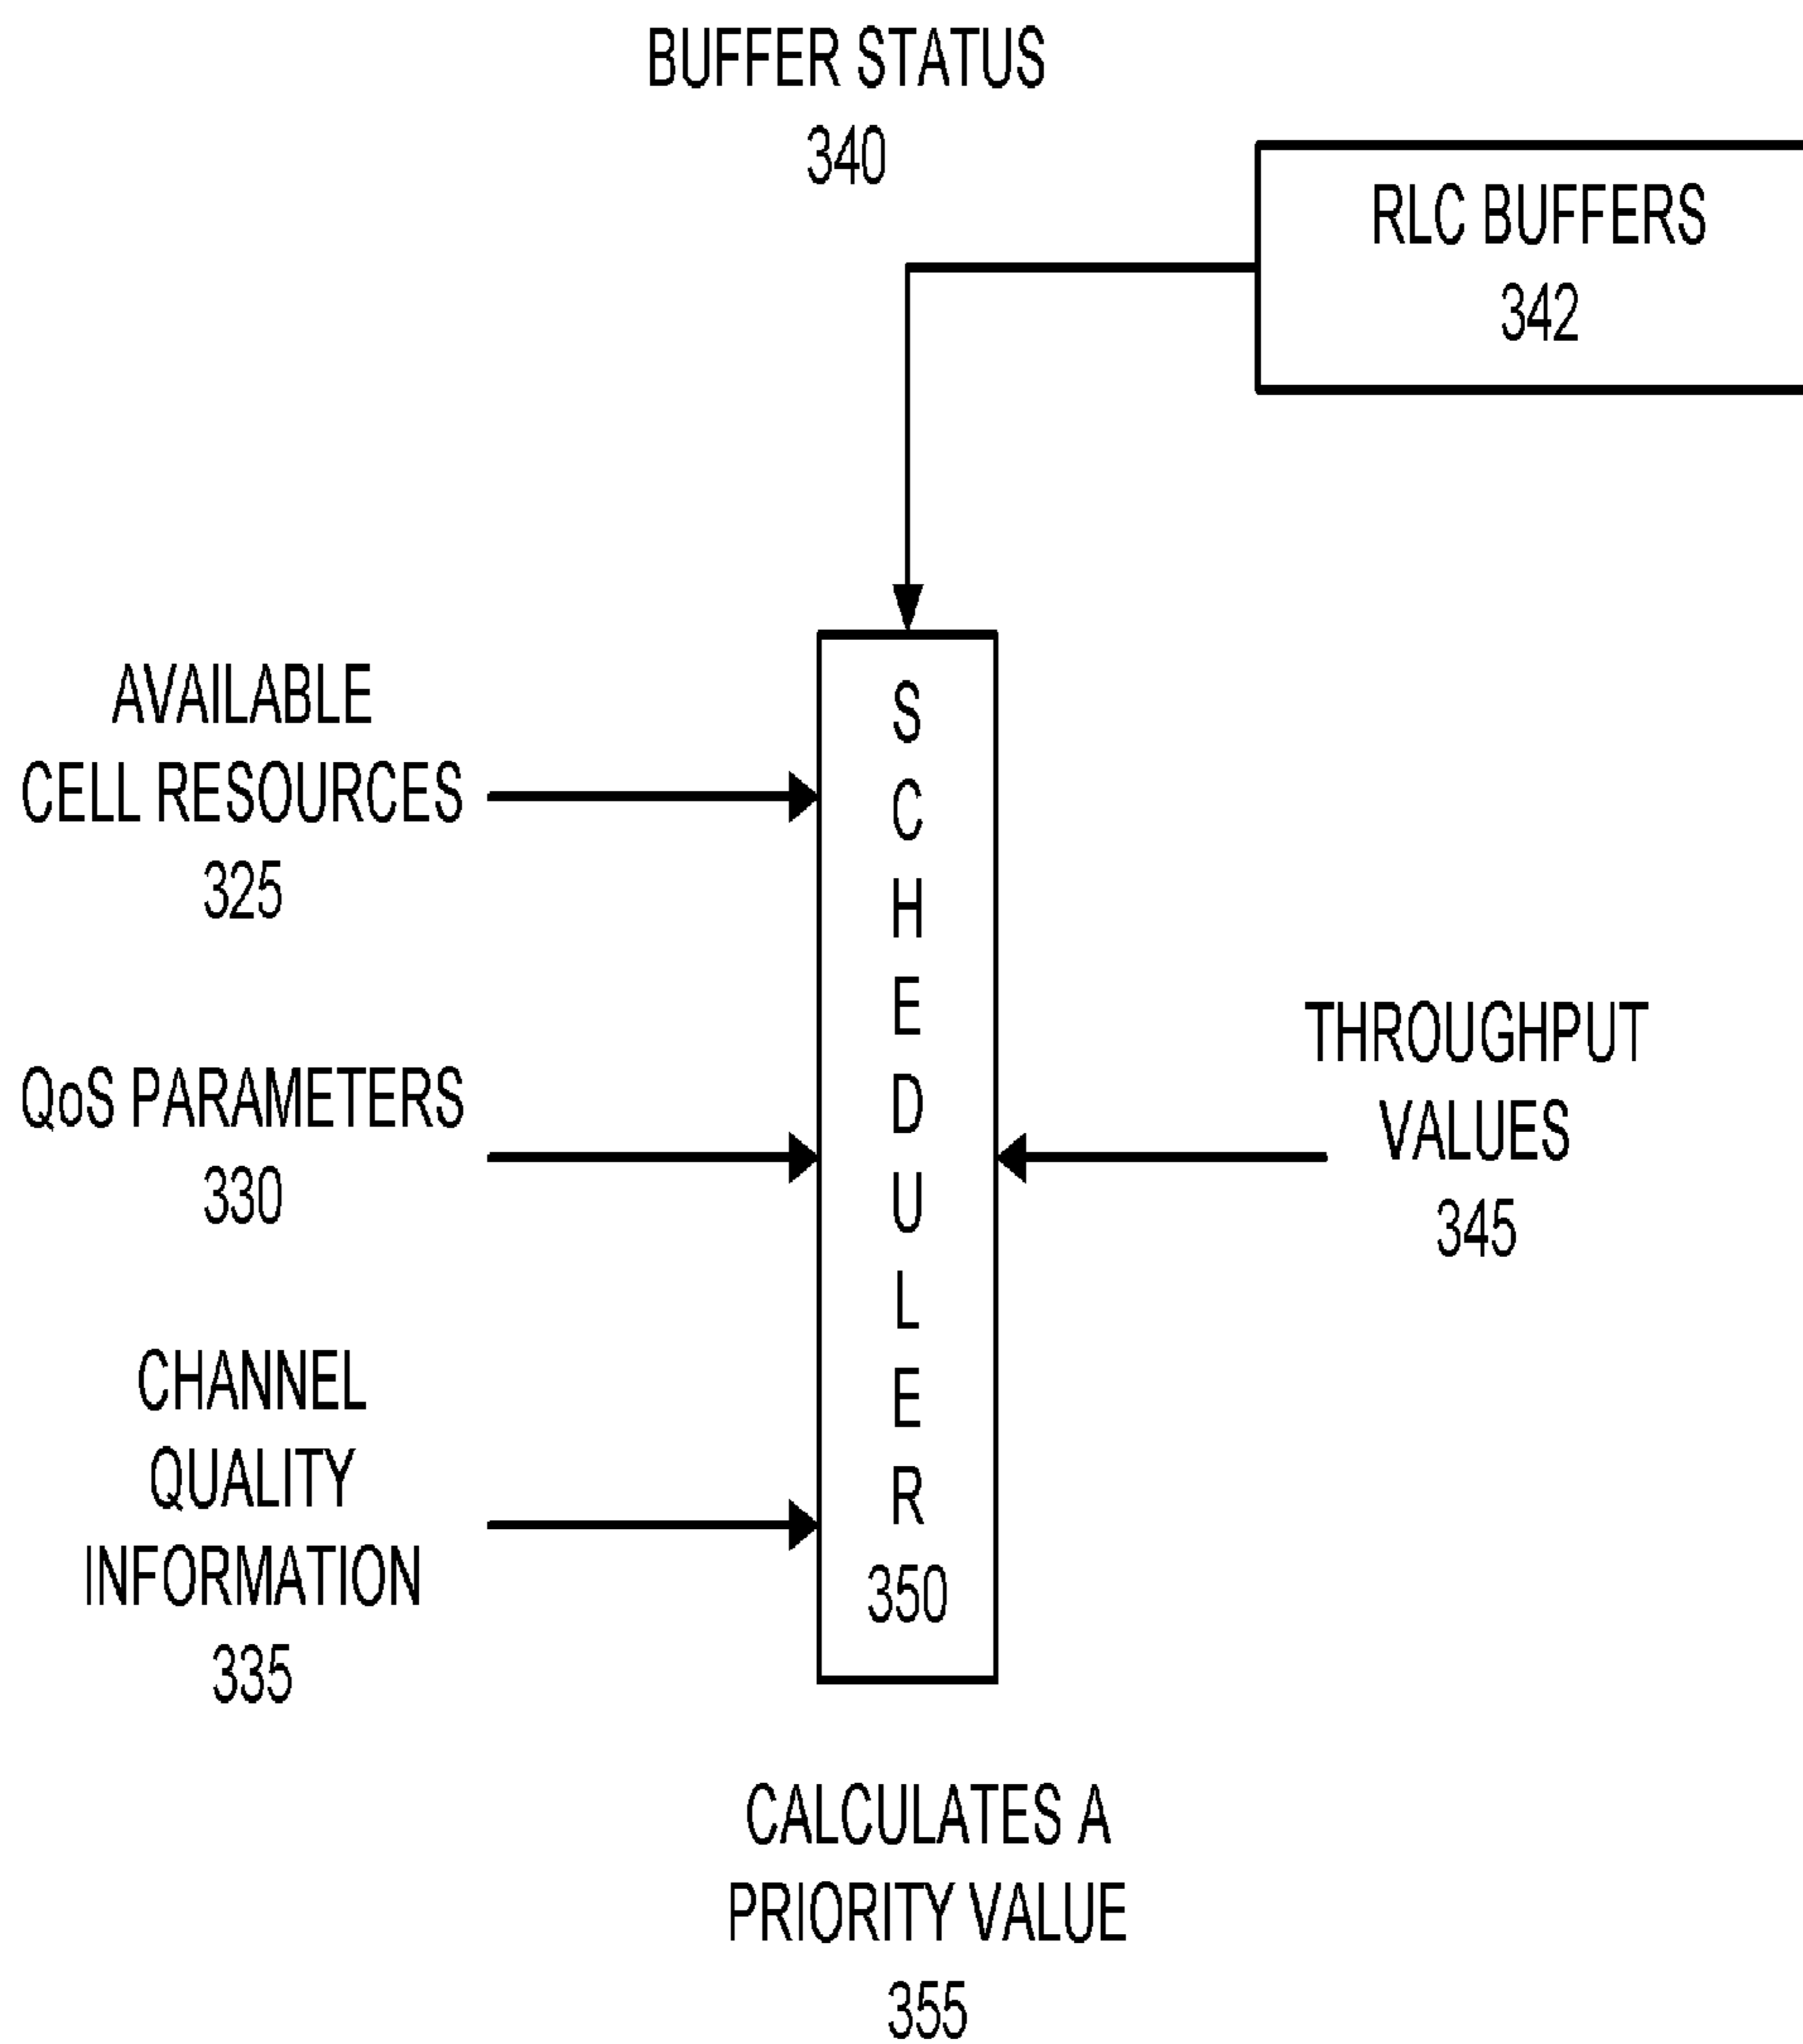 BUFFER STATUS
340
RLC BUFFERS
342
AVAILABLE
CELL RESOURCES
325
QoS PARAMETERS
330
CHANNEL
QUALITY
INFORMATION
335
S
C
H
E
D
U
L
E
R
350
THROUGHPUT
VALUES
345
CALCULATES A
PRIORITY VALUE
355